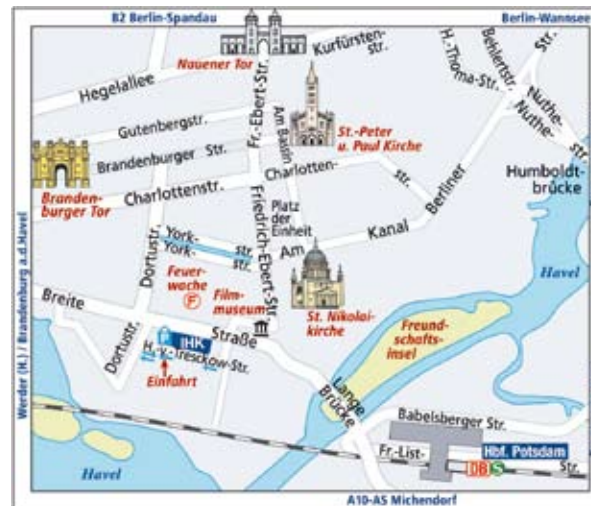 B2 Berlin-Spandau
Berlin-Wannsee
Nauener Tor
Kurfürsten-
str.
Hegelallee
Fr.-Ebert-Str.
H.-Thoma-Str.
Behlertstr.
Str.
Nuthe-
Nuthe-
str.
Gutenbergstr.
Am Bassin
St.-Peter
u. Paul Kirche
Brandenburger Str.
Humboldt-
brücke
Charlottenstr.
Charlotten-
str.
Berliner
Branden-
burger Tor
Friedrich-Ebert-Str.
Platz
der
Einheit
Dortustr.
York-
str.
York-
str.
Am
Kanal
Havel
Feuer-
wache
F
Film-
museum
St. Nikolai-
kirche
Freund-
schafts-
insel
Breite
Straße
Dortustr.
P
IHK
H.-v.-Tresckow-Str.
Einfahrt
Lange
Brücke
Babelsberger Str.
Fr.-List-
Str.
Hbf. Potsdam
DB
S
Havel
Werder (H.) / Brandenburg a.d.Havel
A10-AS Michendorf